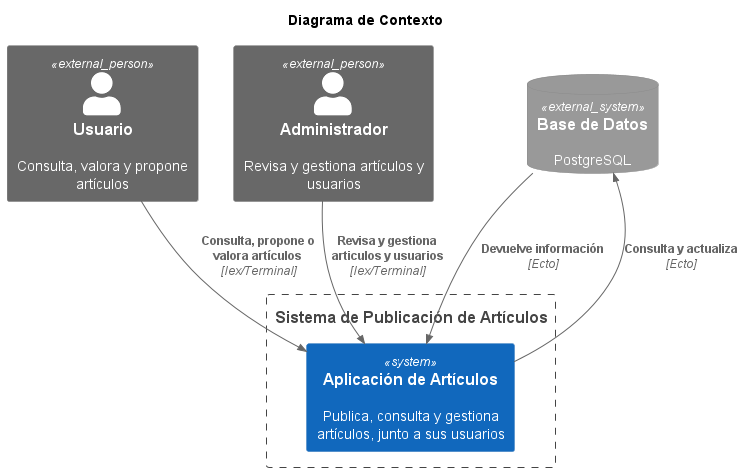 Diagrama de Contexto
«external_person»
Usuario
Consulta, valora y propone
artículos
«external_person»
Administrador
Revisa y gestiona artículos y
usuarios
«external_system»
Base de Datos
PostgreSQL
Consulta, propone o
valora artículos
[Iex/Terminal]
Revisa y gestiona
artículos y usuarios
[Iex/Terminal]
Devuelve información
[Ecto]
Consulta y actualiza
[Ecto]
Sistema de Publicación de Artículos
«system»
Aplicación de Artículos
Publica, consulta y gestiona
artículos, junto a sus usuarios